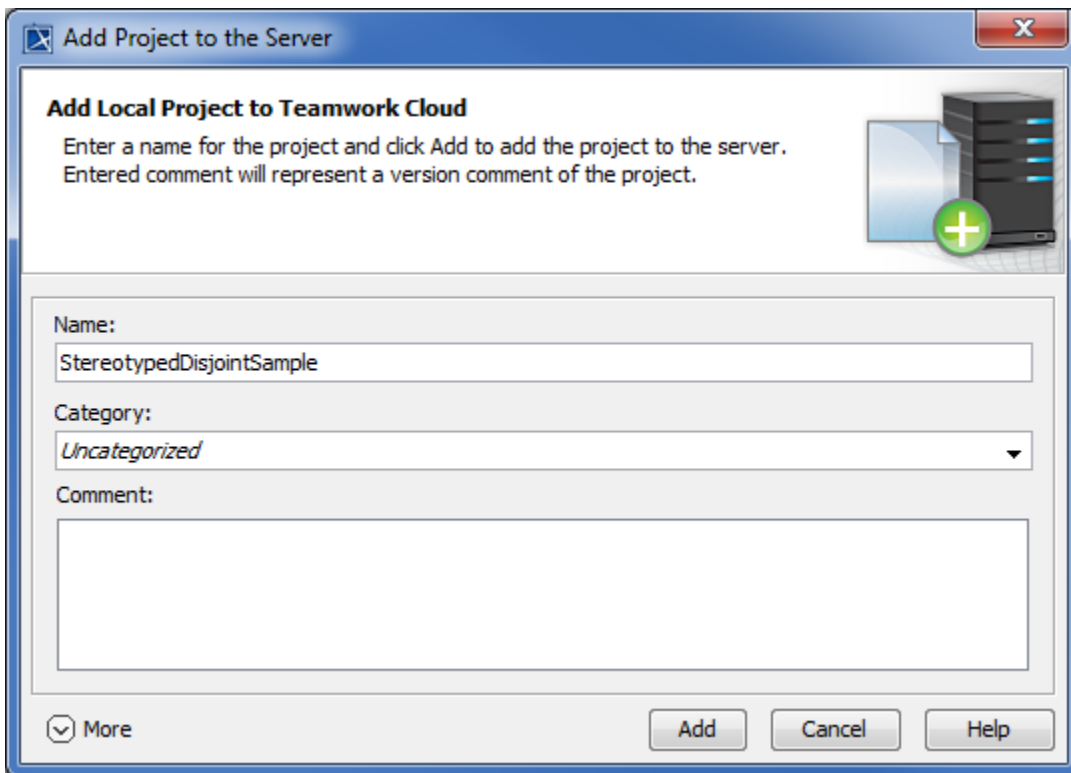 Add Project to the Server
Add Local Project to Teamwork Cloud
Enter a name for the project and click Add to add the project to the server.
Entered comment will represent a version comment of the project.
Name:
StereotypedDisjointSample
Category:
Uncategorized
Comment:
More
Add
Cancel
Help